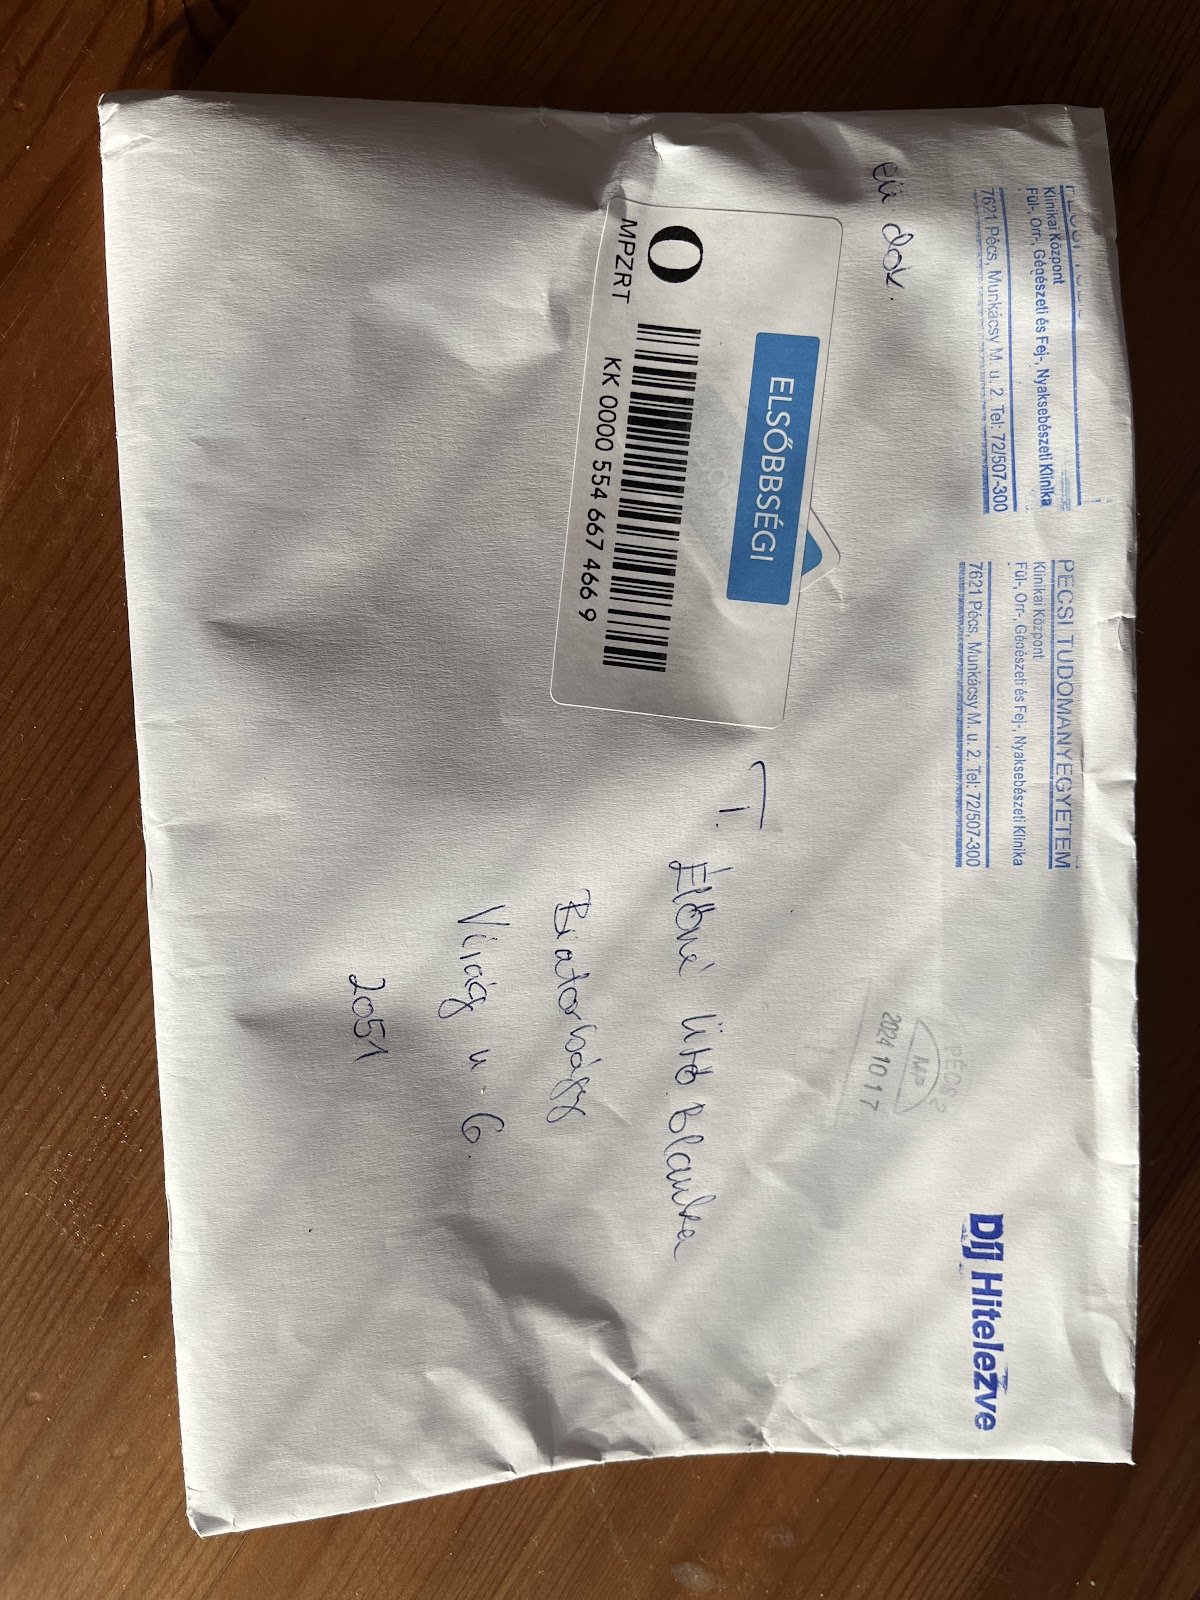 Klinikai Központ
Fül-, Orr-, Gégészeti és Fej-, Nyaksebészeti Klinika
7621 Pécs, Munkácsy M. u. 2. Tel: 72/507-300
PÉCSI TUDOMÁNYEGYETEM
Klinikai Központ
Fül-, Orr-, Gégészeti és Fej-, Nyaksebészeti Klinika
7621 Pécs, Munkácsy M. u. 2. Tel: 72/507-300
Díj Hitelezve
eü dok.
PÉCS 2
MP
2024 10 17
ELSŐBBSÉGI
O
MPZRT
KK 0000 554 667 466 9
T.
Élőné Ütő Blanka
Biatorbágy
Virág u. 6.
2051